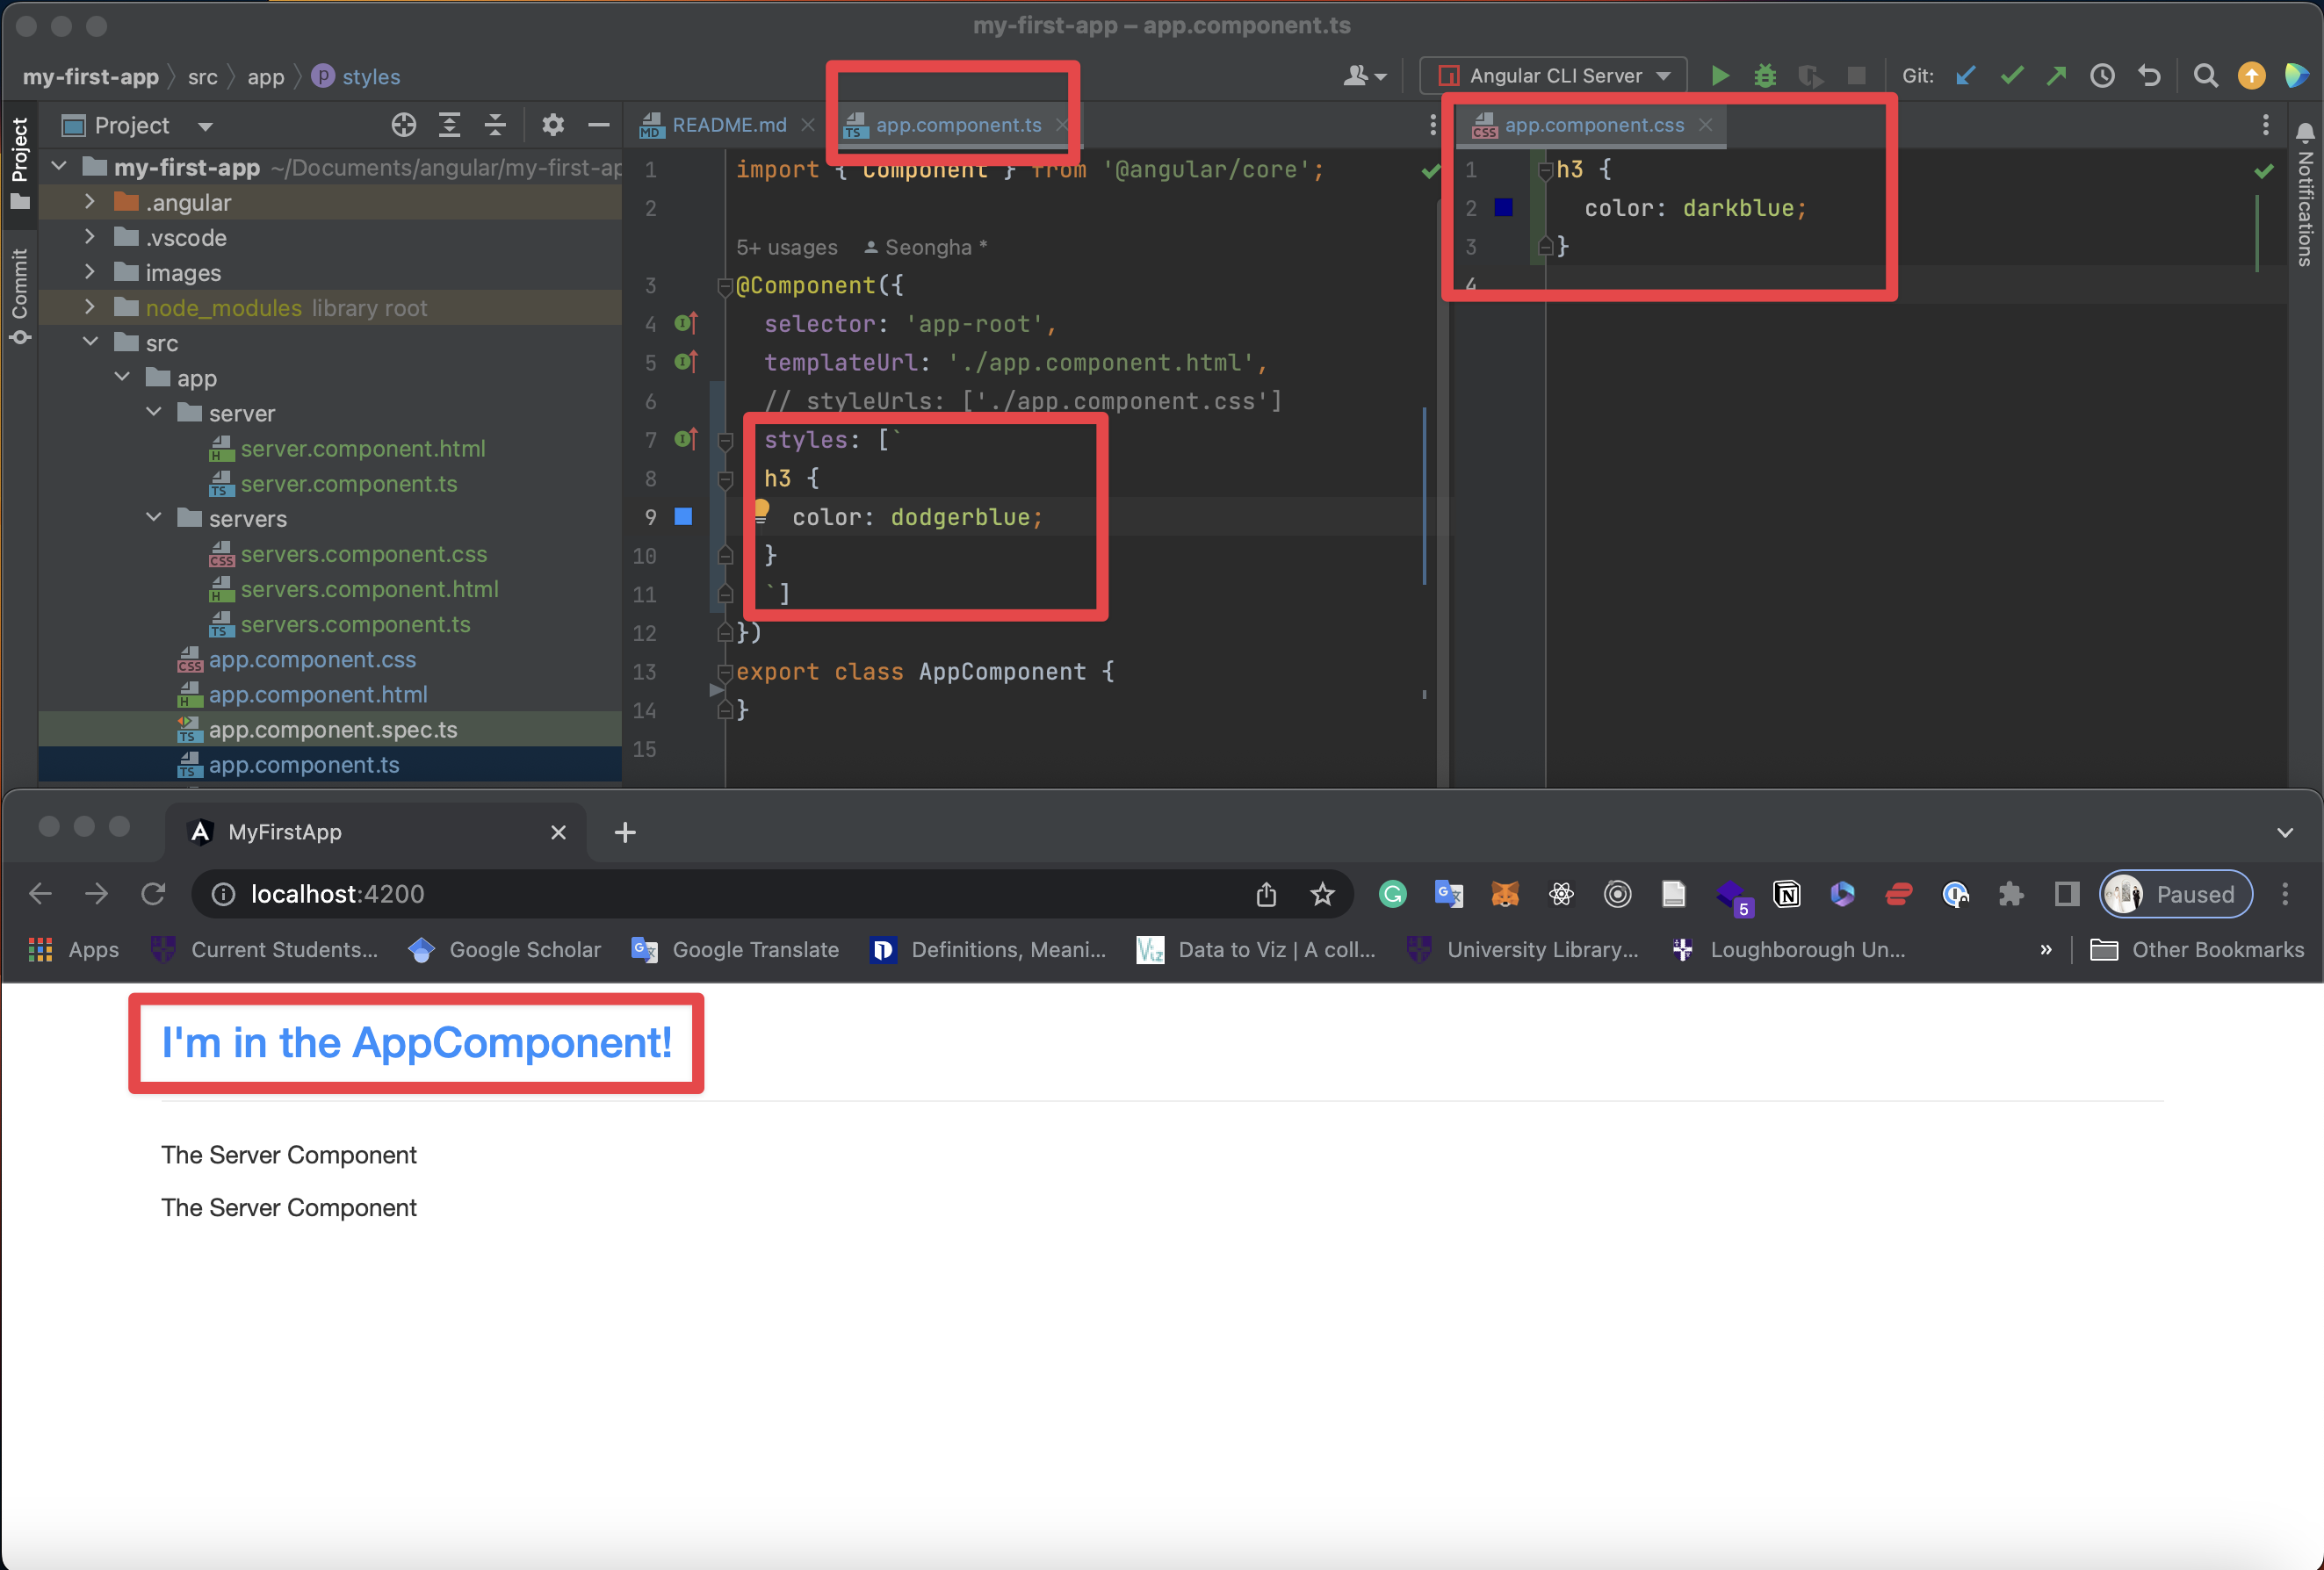 my-first-app – app.component.ts
my-first-app src app styles
Angular CLI Server Git:
Project
Commit
Notifications
Project
my-first-app ~/Documents/angular/my-first-ap
.angular
.vscode
images
node_modules library root
src
app
server
server.component.html
server.component.ts
servers
servers.component.css
servers.component.html
servers.component.ts
app.component.css
app.component.html
app.component.spec.ts
app.component.ts
README.md app.component.ts
1 import { Component } from '@angular/core';
2
5+ usages Seongha *
3 @Component({
4 selector: 'app-root',
5 templateUrl: './app.component.html',
6 // styleUrls: ['./app.component.css']
7 styles: [`
8 h3 {
9 color: dodgerblue;
10 }
11 `]
12 })
13 export class AppComponent {
14 }
15
app.component.css
1 h3 {
2 color: darkblue;
3 }
4
MyFirstApp
localhost:4200
5
Paused
Apps Current Students... Google Scholar Google Translate Definitions, Meani... Data to Viz | A coll... University Library... Loughborough Un... » Other Bookmarks
I'm in the AppComponent!
The Server Component
The Server Component